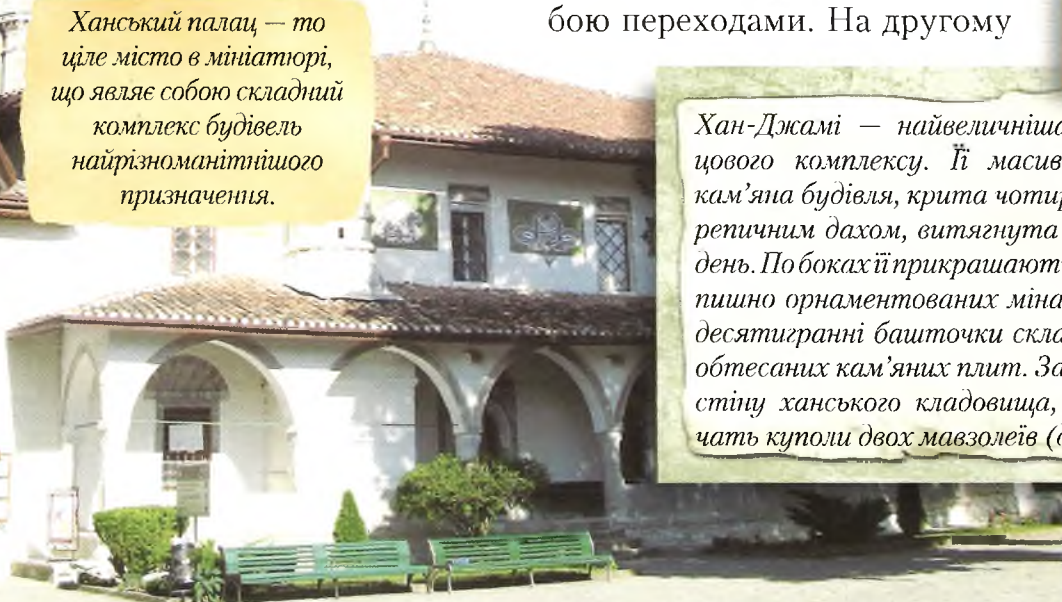 Ханський палац — то
ціле місто в мініатюрі,
що являє собою складний
комплекс будівель
найрізноманітнішого
призначення.
бою переходами. На другому
Хан-Джамі — найвеличніша
цового комплексу. Її масив
кам’яна будівля, крита чотир
репичним дахом, витягнута
день. По боках її прикрашают
пишно орнаментованих міна
десятигранні башточки скла
обтесаних кам’яних плит. За
стіну ханського кладовища,
чать куполи двох мавзолеїв (